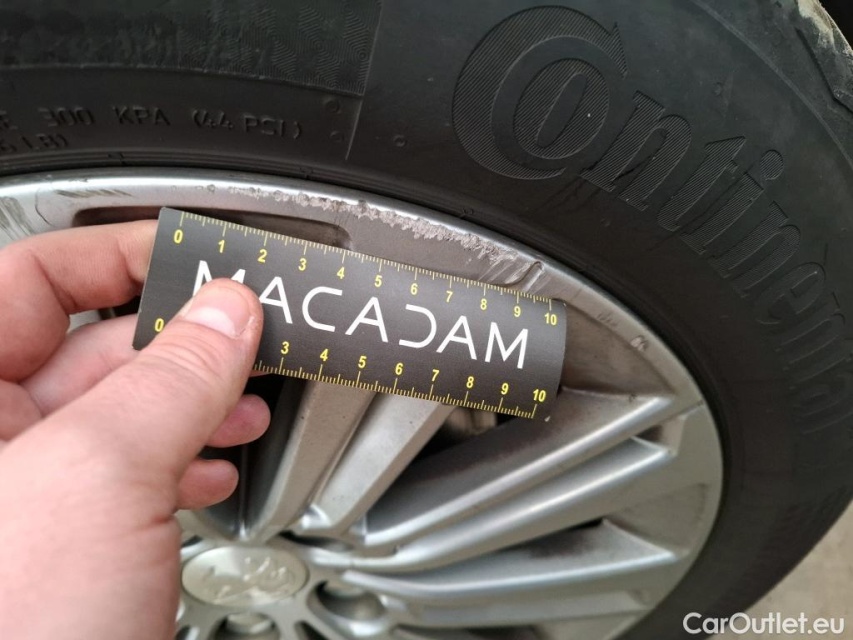 300 KPA (44 PSI)
Continen
0 1 2 3 4 5 6 7 8 9 10
MACADAM
0 3 4 5 6 7 8 9 10
CarOutlet.eu